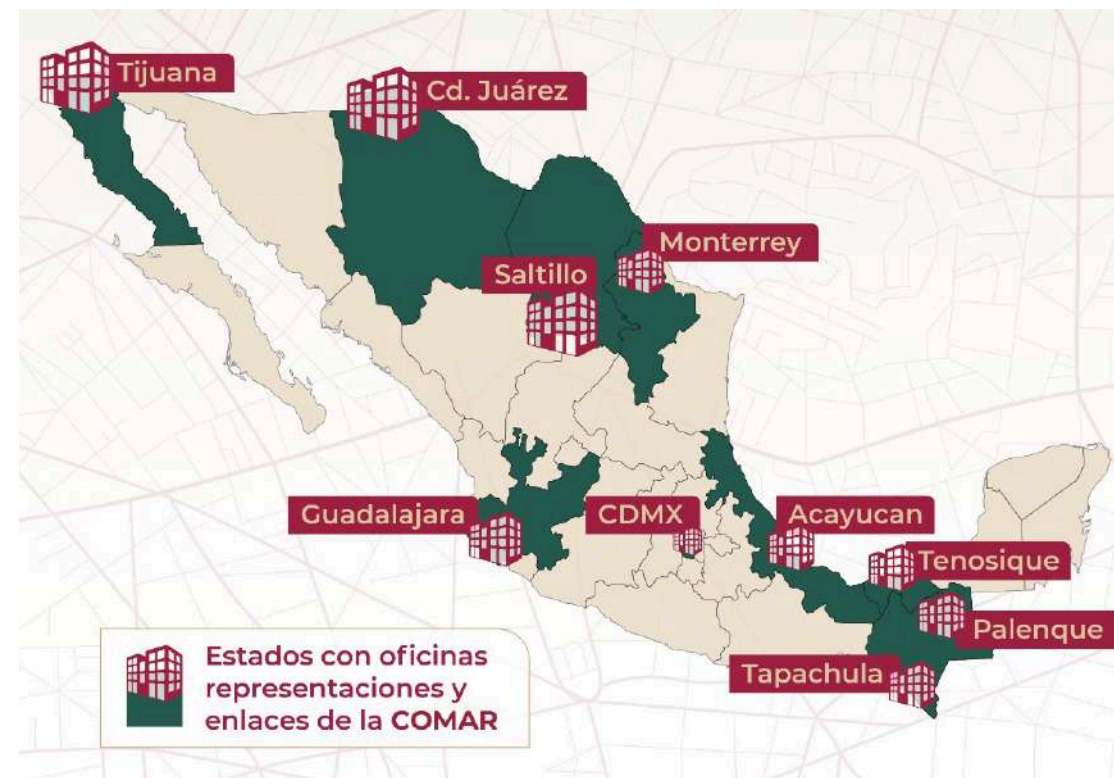 Tijuana
Cd. Juárez
Monterrey
Saltillo
Guadalajara
CDMX
Acayucan
Tenosique
Palenque
Tapachula
Estados con oficinas
representaciones y
enlaces de la COMAR